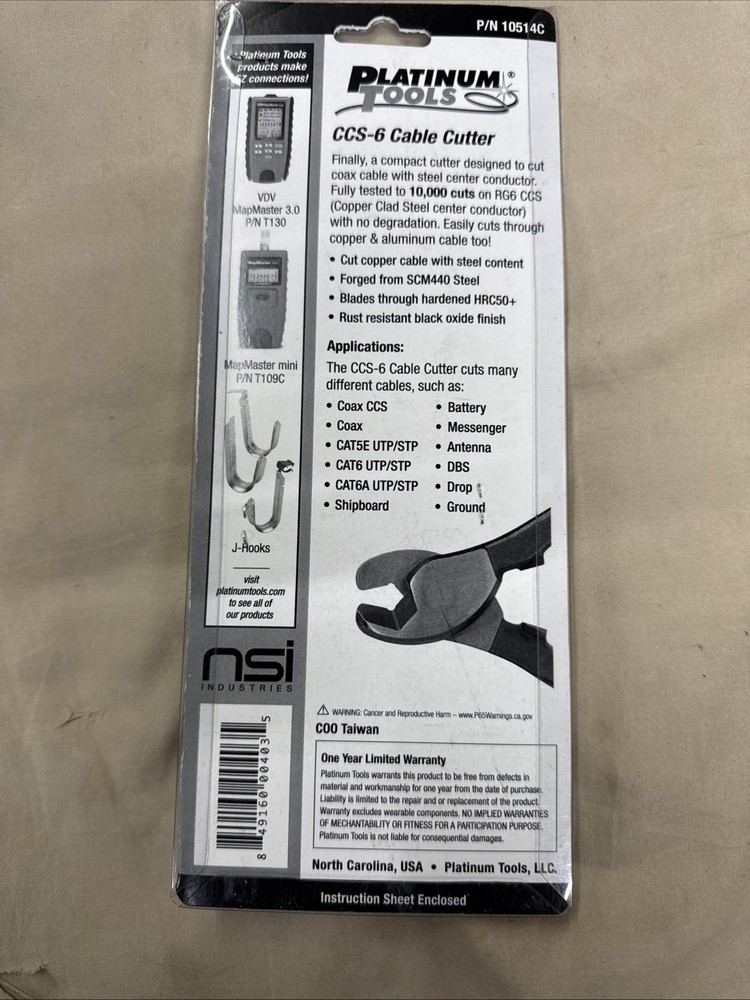 P/N 10514C
Platinum Tools
products make
EZ connections!
VDV
MapMaster 3.0
P/N T130
MapMaster mini
P/N T109C
J-Hooks
visit
platinumtools.com
to see all of
our products
nsi
INDUSTRIES
8 49160 00403 5
PLATINUM®
TOOLS
CCS-6 Cable Cutter
Finally, a compact cutter designed to cut
coax cable with steel center conductor.
Fully tested to 10,000 cuts on RG6 CCS
(Copper Clad Steel center conductor)
with no degradation. Easily cuts through
copper & aluminum cable too!
• Cut copper cable with steel content
• Forged from SCM440 Steel
• Blades through hardened HRC50+
• Rust resistant black oxide finish
Applications:
The CCS-6 Cable Cutter cuts many
different cables, such as:
• Coax CCS
• Coax
• CAT5E UTP/STP
• CAT6 UTP/STP
• CAT6A UTP/STP
• Shipboard
• Battery
• Messenger
• Antenna
• DBS
• Drop
• Ground
⚠ WARNING: Cancer and Reproductive Harm – www.P65Warnings.ca.gov
COO Taiwan
One Year Limited Warranty
Platinum Tools warrants this product to be free from defects in
material and workmanship for one year from the date of purchase.
Liability is limited to the repair and or replacement of the product.
Warranty excludes wearable components. NO IMPLIED WARRANTIES
OF MECHANTABILITY OR FITNESS FOR A PARTICIPATION PURPOSE.
Platinum Tools is not liable for consequential damages.
North Carolina, USA • Platinum Tools, LLC.
Instruction Sheet Enclosed